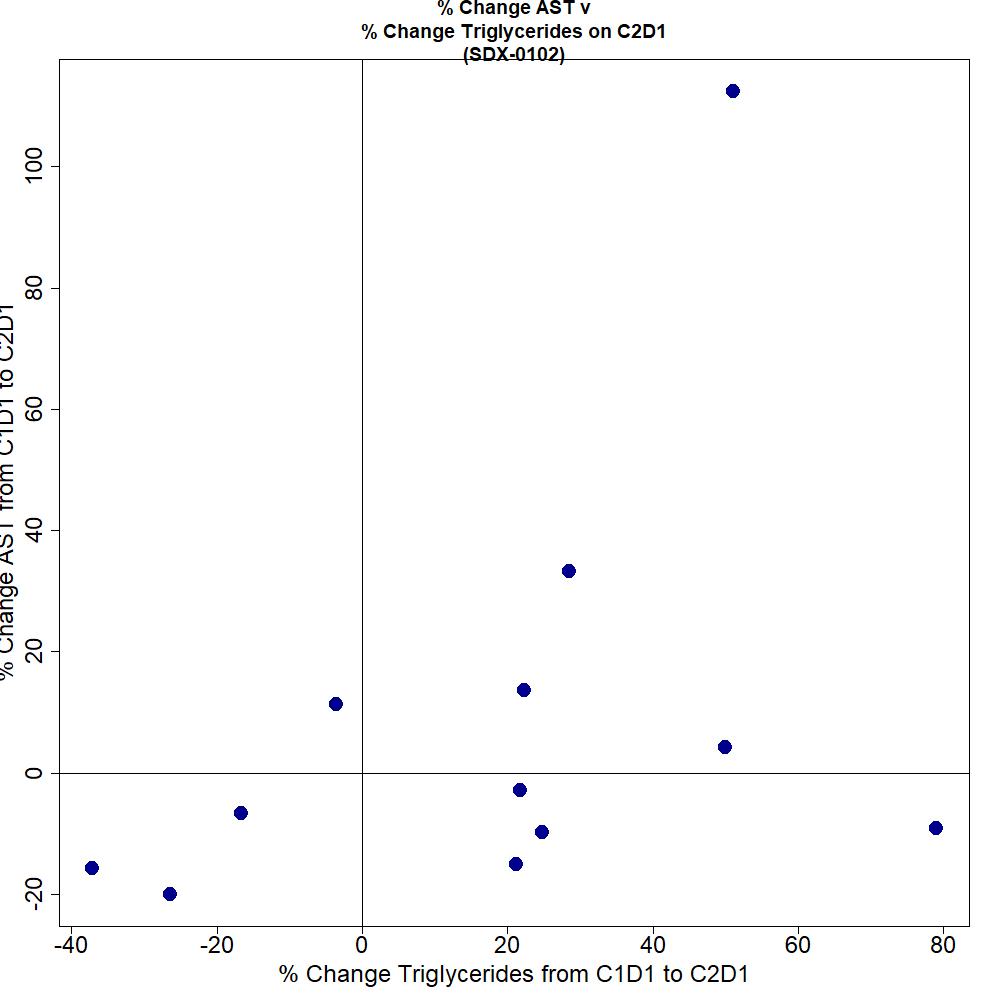 % Change AST v
% Change Triglycerides on C2D1
(SDX-0102)
% Change AST from C1D1 to C2D1
100
80
60
40
20
0
-20
-40
-20
0
20
40
60
80
% Change Triglycerides from C1D1 to C2D1